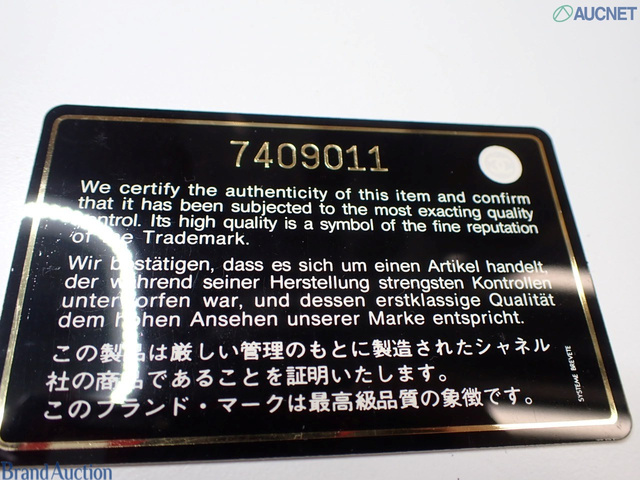 AUCNET
7409011
We certify the authenticity of this item and confirm
that it has been subjected to the most exacting quality
control. Its high quality is a symbol of the fine reputation
of the Trademark.
Wir bestätigen, dass es sich um einen Artikel handelt,
der während seiner Herstellung strengsten Kontrollen
unterworfen war, und dessen erstklassige Qualität
dem hohen Ansehen unserer Marke entspricht.
この製品は厳しい管理のもとに製造されたシャネル
社の商品であることを証明いたします。
このブランド・マークは最高級品質の象徴です。
SYSTEME BREVETE
Brand Auction